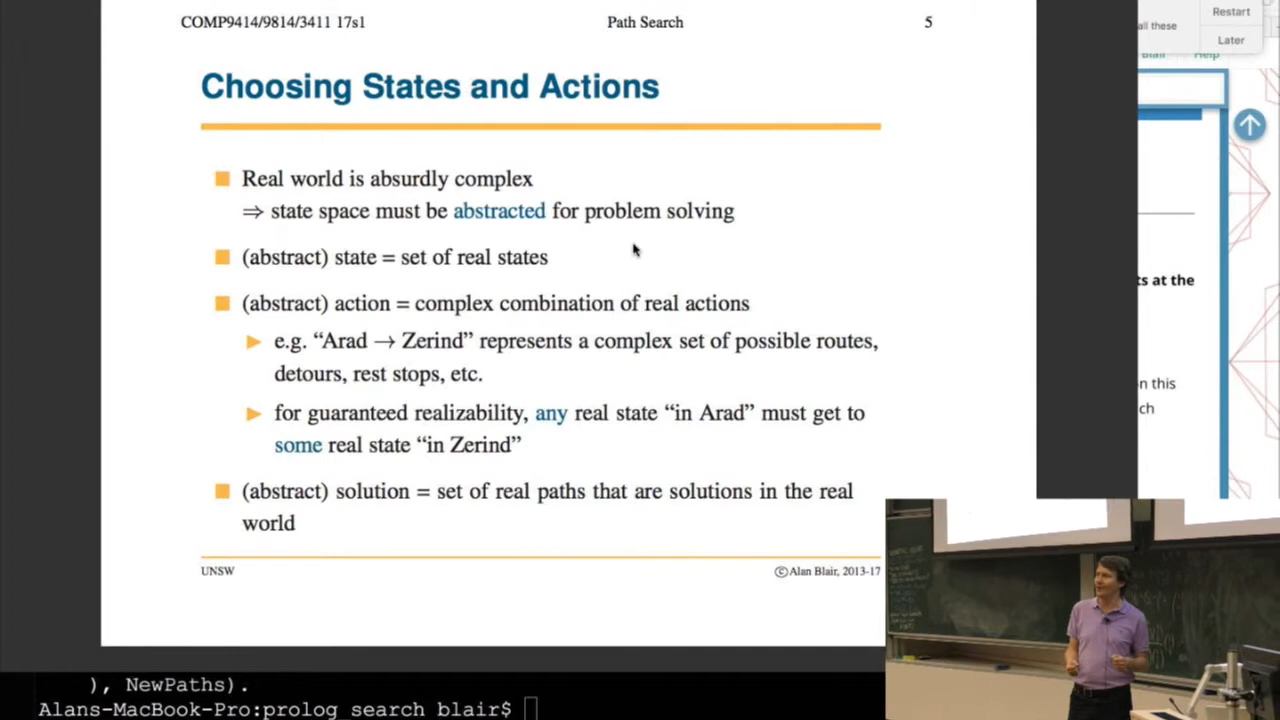 COMP9414/9814/3411 17s1 Path Search 5
Choosing States and Actions
Real world is absurdly complex
⇒ state space must be abstracted for problem solving
(abstract) state = set of real states
(abstract) action = complex combination of real actions
e.g. “Arad → Zerind” represents a complex set of possible routes,
detours, rest stops, etc.
for guaranteed realizability, any real state “in Arad” must get to
some real state “in Zerind”
(abstract) solution = set of real paths that are solutions in the real
world
UNSW ©Alan Blair, 2013-17
), NewPaths).
Alans-MacBook-Pro:prolog_search blair$
Restart
all these
Later
Blair Help
ts at the
n this
ch